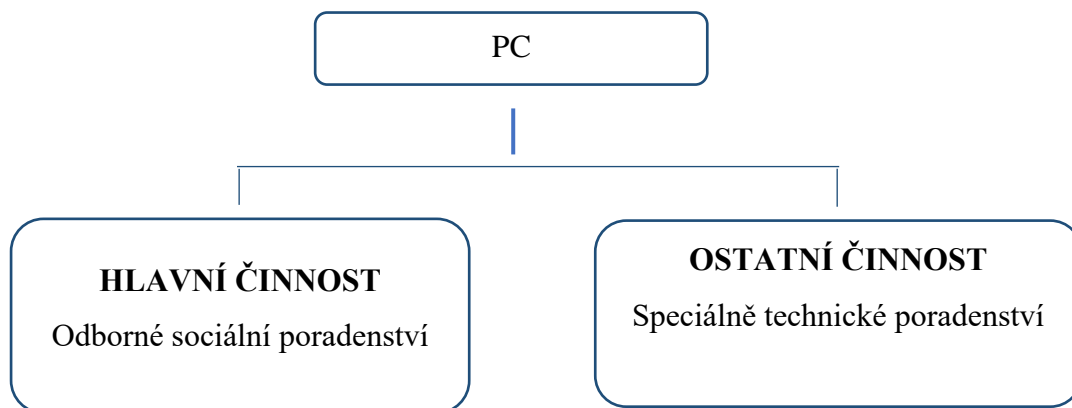 PC
HLAVNÍ ČINNOST
Odborné sociální poradenství
OSTATNÍ ČINNOST
Speciálně technické poradenství